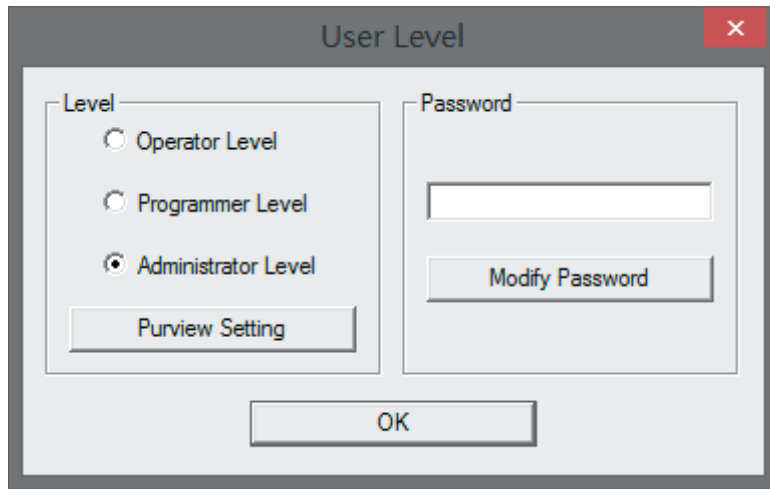 User Level
Level
Operator Level
Programmer Level
Administrator Level
Purview Setting
Password
Modify Password
OK